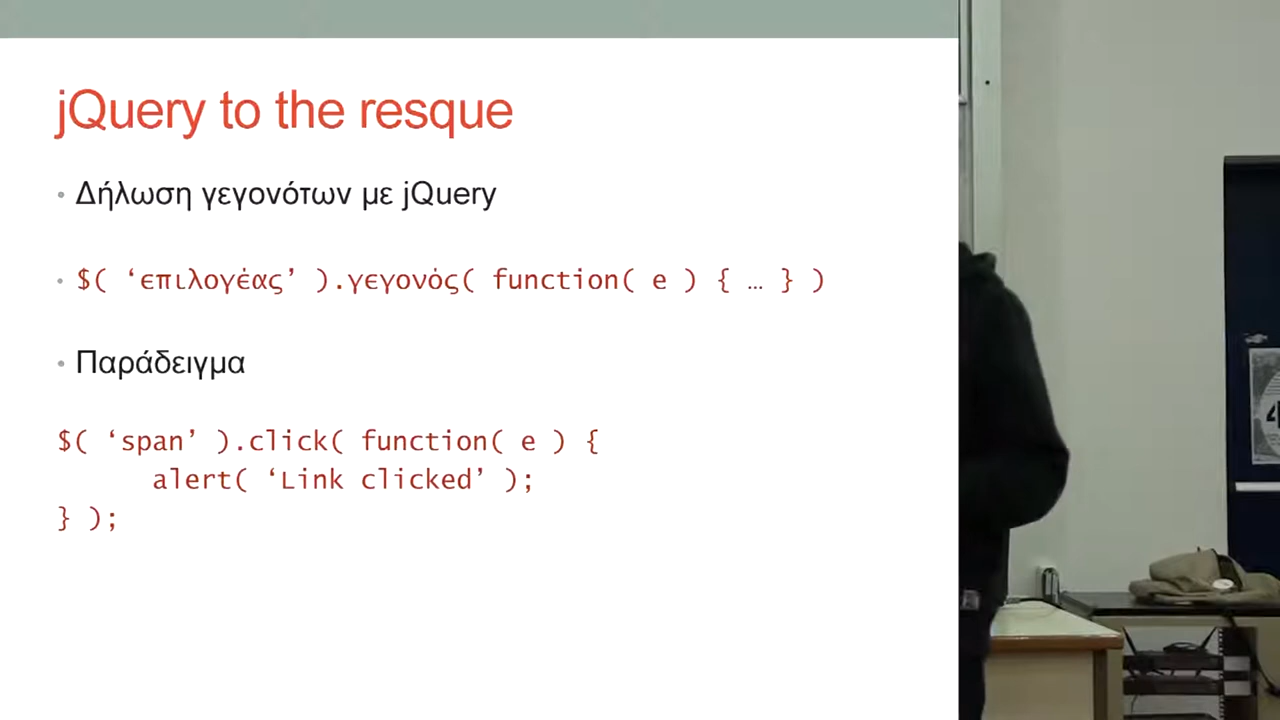 jQuery to the resque
• Δήλωση γεγονότων με jQuery
• $( ‘επιλογέας’ ).γεγονός( function( e ) { … } )
• Παράδειγμα
$( ‘span’ ).click( function( e ) {
alert( ‘Link clicked’ );
} );